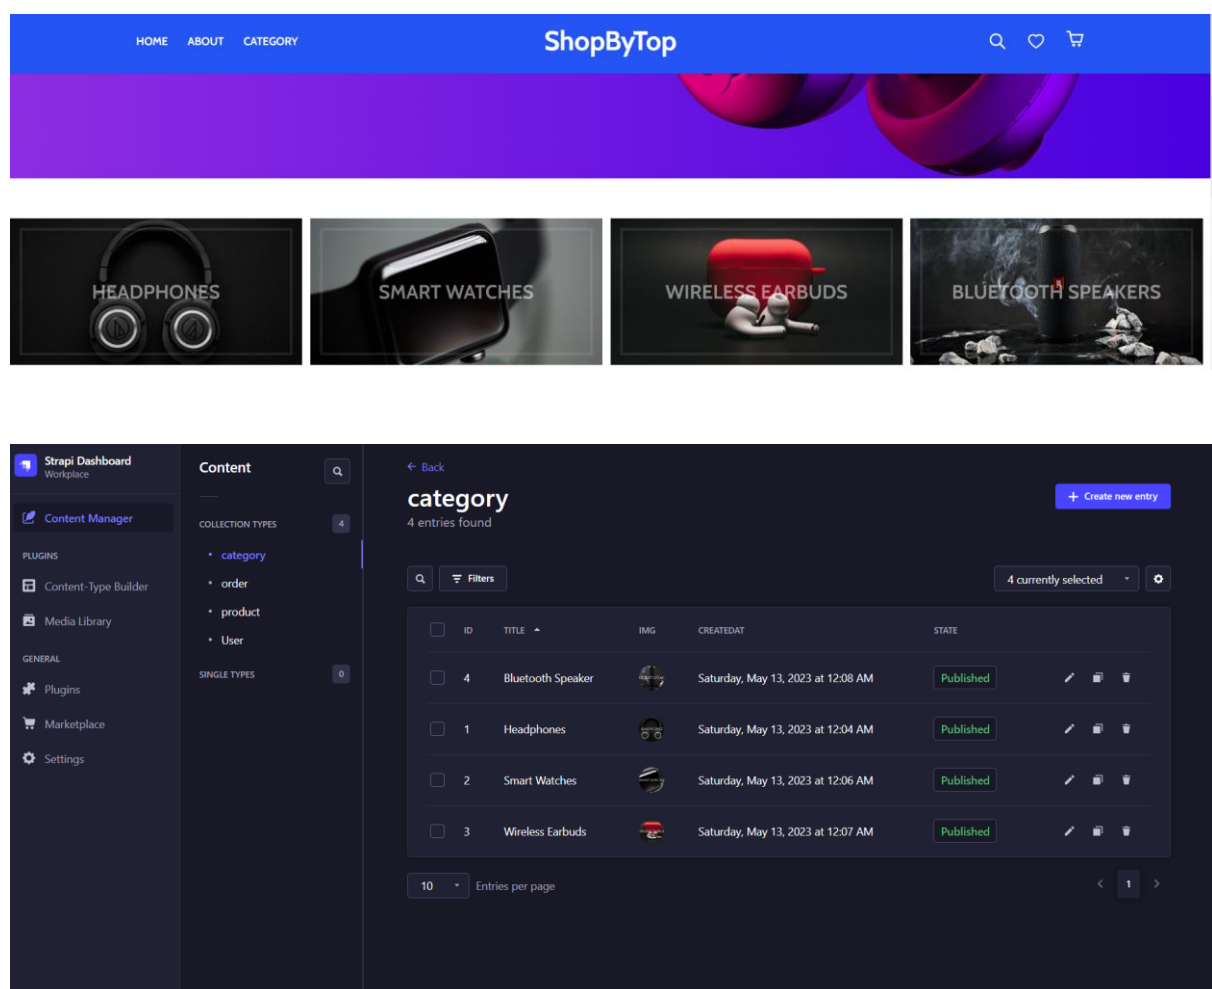 HOME ABOUT CATEGORY ShopByTop
HEADPHONES SMART WATCHES WIRELESS EARBUDS BLUETOOTH SPEAKERS
Strapi Dashboard
Workplace
Content Manager
PLUGINS
Content-Type Builder
Media Library
GENERAL
Plugins
Marketplace
Settings
Content
COLLECTION TYPES 4
category
order
product
User
SINGLE TYPES 0
Back
category
4 entries found
Create new entry
Filters
4 currently selected
ID TITLE IMG CREATEDAT STATE
4 Bluetooth Speaker Saturday, May 13, 2023 at 12:08 AM Published
1 Headphones Saturday, May 13, 2023 at 12:04 AM Published
2 Smart Watches Saturday, May 13, 2023 at 12:06 AM Published
3 Wireless Earbuds Saturday, May 13, 2023 at 12:07 AM Published
10 Entries per page 1